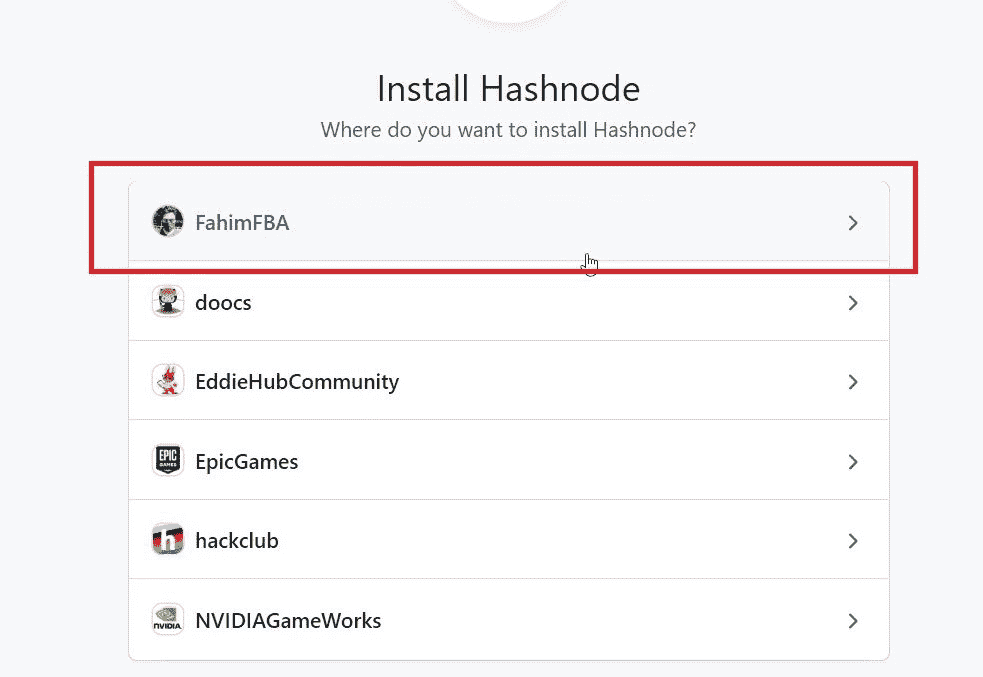 Install Hashnode
Where do you want to install Hashnode?
FahimFBA
doocs
EddieHubCommunity
EPIC
GAMES
EpicGames
h
hackclub
NVIDIA
NVIDIAGameWorks